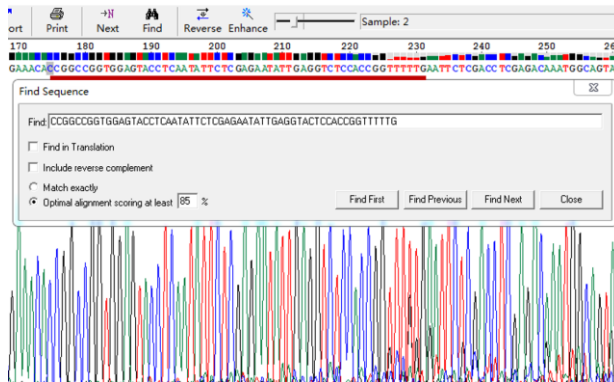 ort Print Next Find Reverse Enhance Sample: 2
170 180 190 200 210 220 230 240 250 260
GAAACACCGGCCGGTGGAGTACCTCAATATTCTCGAGAATATTGAGGTCTCCACCGGTTTTTGAATTCTCGACCTCGAGACAAATGGCAGTA
Find Sequence
Find: CCGGCCGGTGGAGTACCTCAATATTCTCGAGAATATTGAGGTACTCCACCGGTTTTTG
Find in Translation
Include reverse complement
Match exactly
Optimal alignment scoring at least 85 %
Find First Find Previous Find Next Close